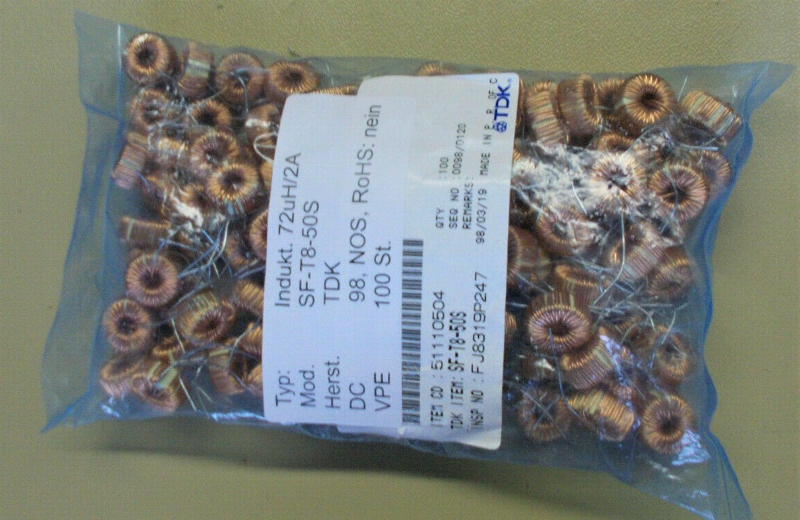 Typ: Indukt. 72uH/2A
Mod. SF-T8-50S
Herst. TDK
DC 98, NOS, RoHS: nein
VPE 100 St.
ITEM CD : 51110504 QTY :100
TDK ITEM: SF-T8-50S SEQ NO :0098/0120
REMARKS:
INSP NO : FJ8319P247 98/03/19 MADE IN P. R. OF C
TDK.